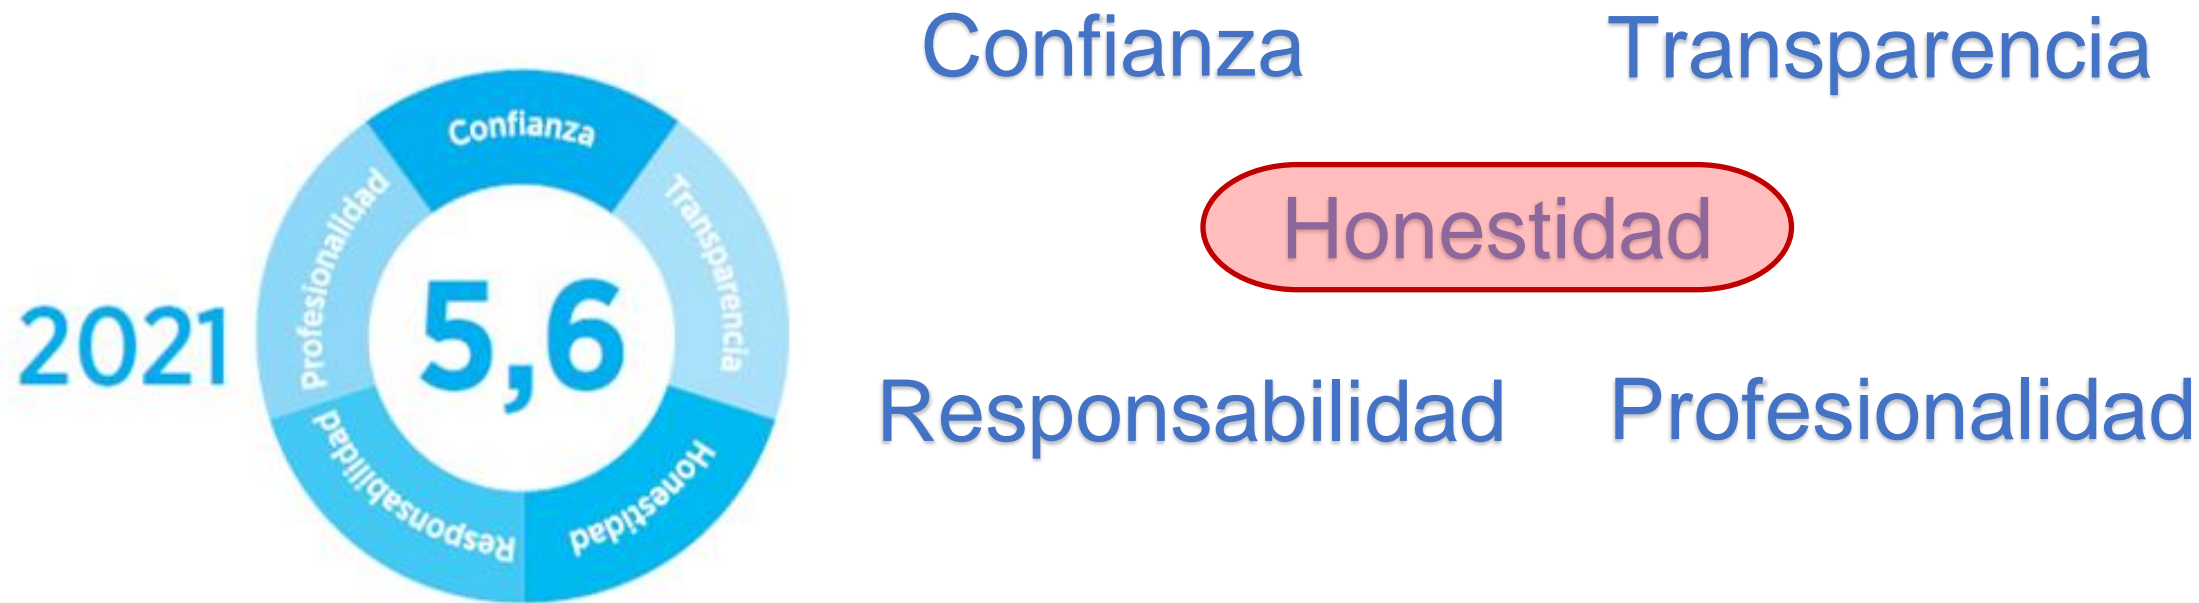 2021
Confianza
Transparencia
Honestidad
Responsabilidad
Profesionalidad
5,6
Confianza
Transparencia
Honestidad
Responsabilidad
Profesionalidad